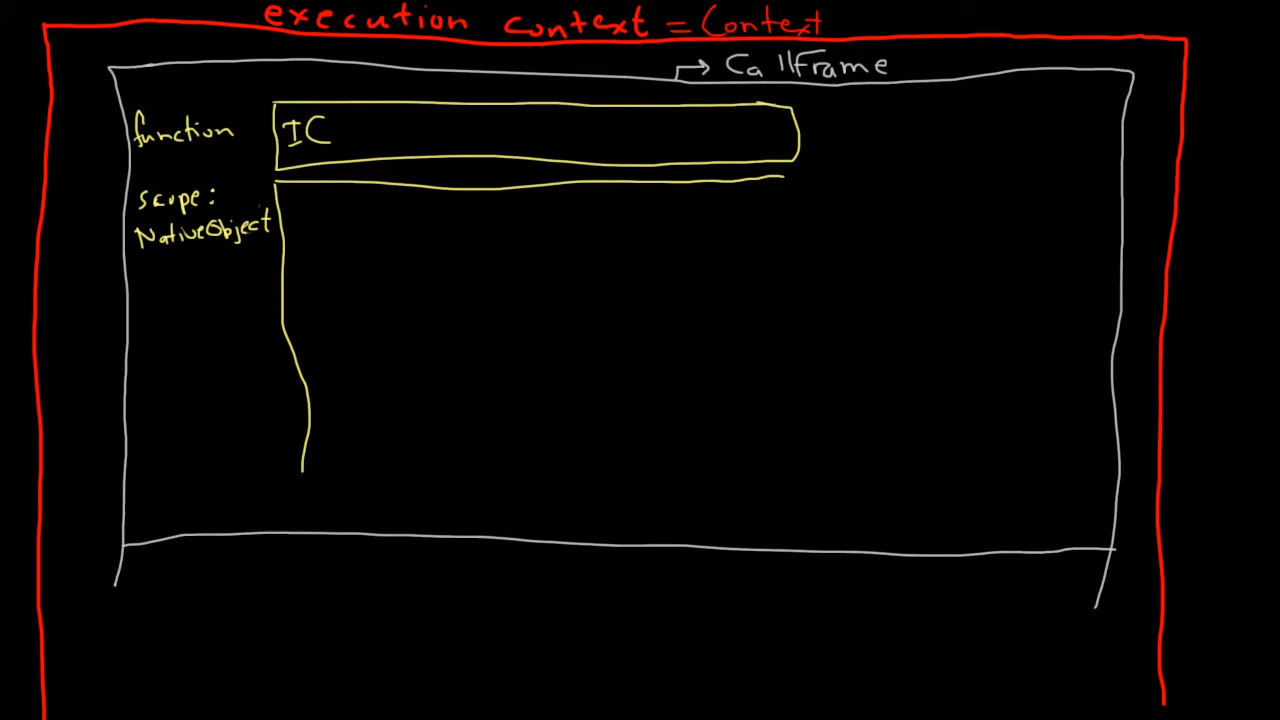 execution context = Context
→ CallFrame
function IC
scope:
NativeObject